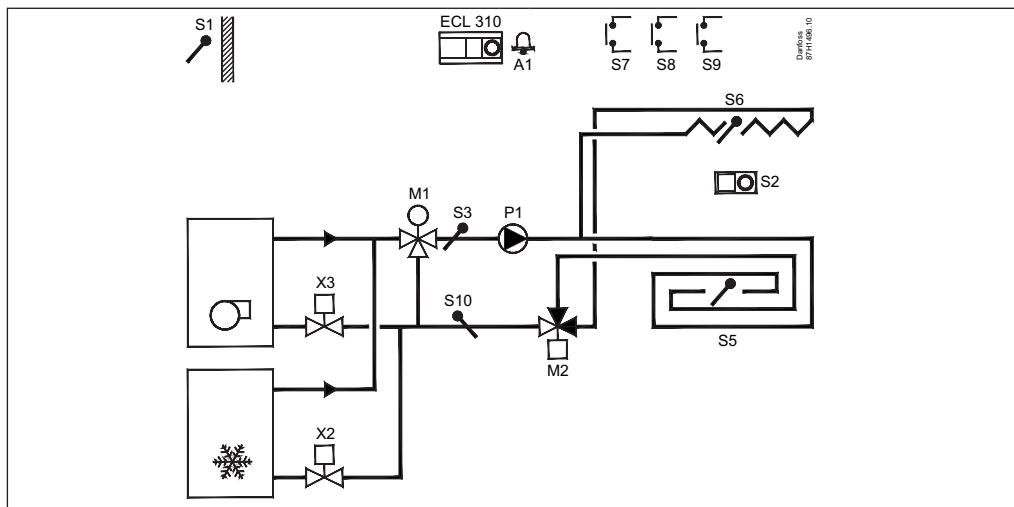 S1
ECL 310
A1
S7
S8
S9
Danfoss
87H1496.10
S6
S2
M1
S3
P1
X3
S10
M2
S5
X2